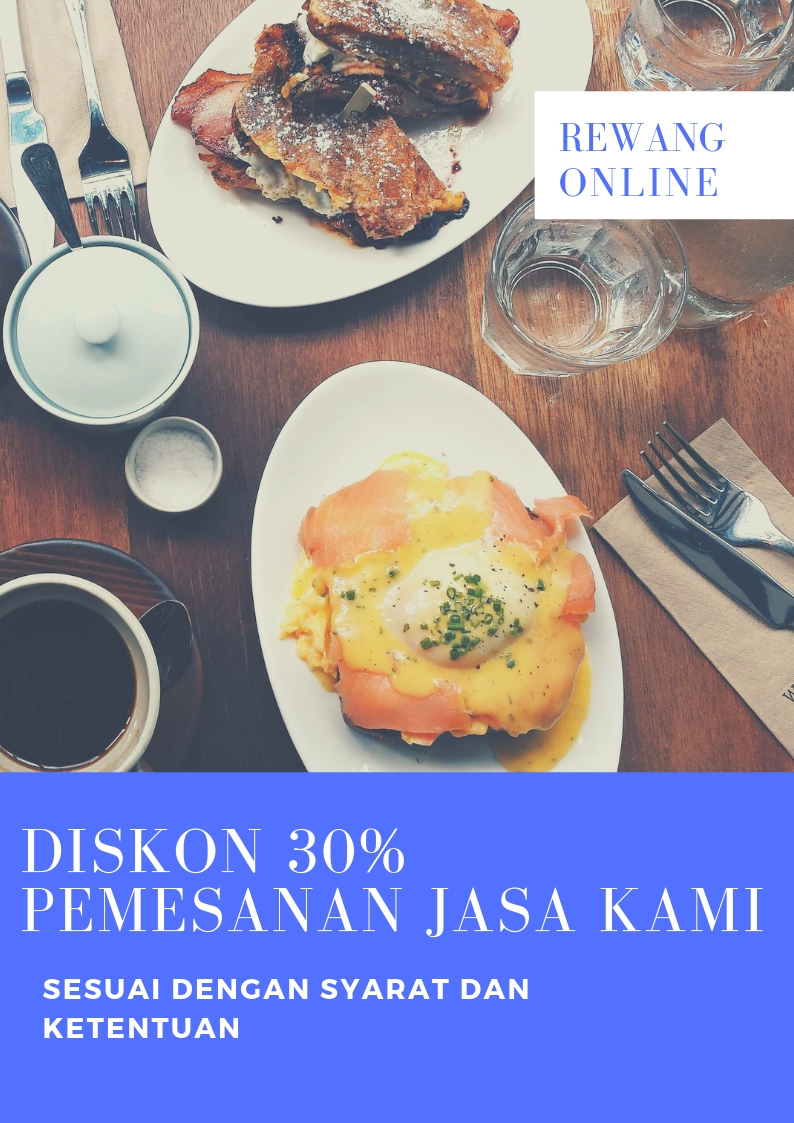 REWANG
ONLINE
DISKON 30%
PEMESANAN JASA KAMI
SESUAI DENGAN SYARAT DAN
KETENTUAN